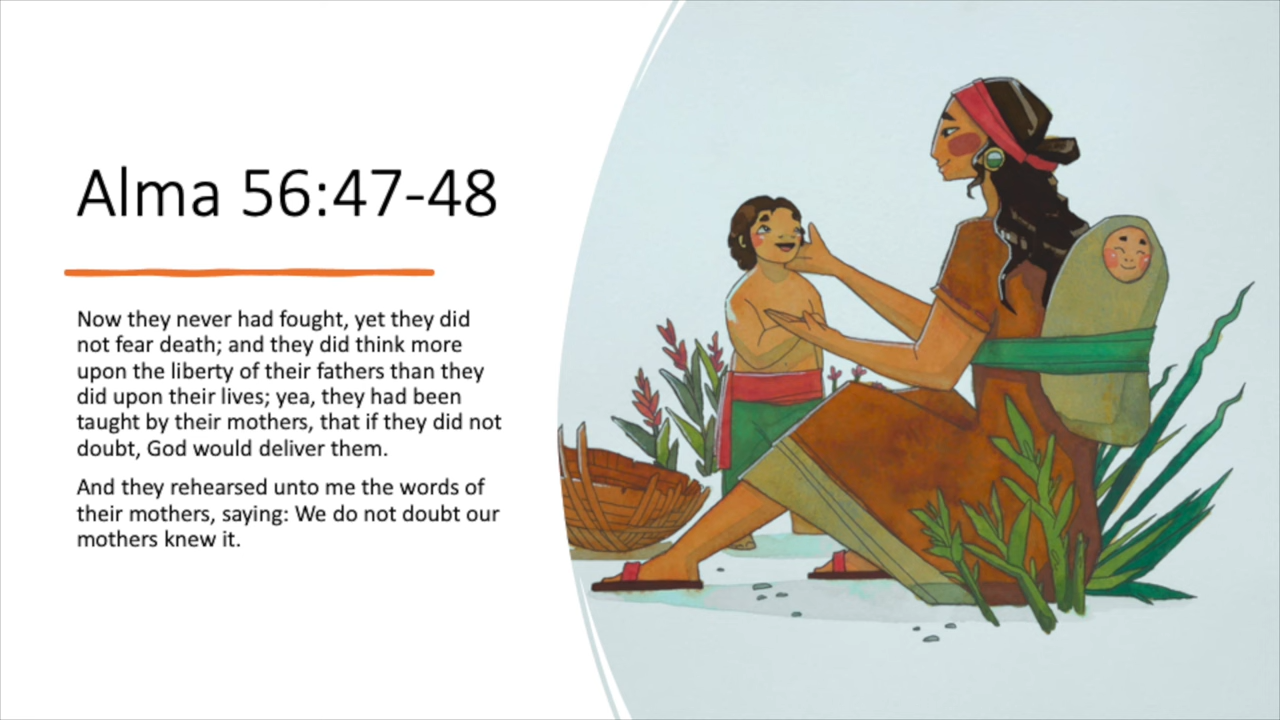 Alma 56:47-48
Now they never had fought, yet they did
not fear death; and they did think more
upon the liberty of their fathers than they
did upon their lives; yea, they had been
taught by their mothers, that if they did not
doubt, God would deliver them.
And they rehearsed unto me the words of
their mothers, saying: We do not doubt our
mothers knew it.